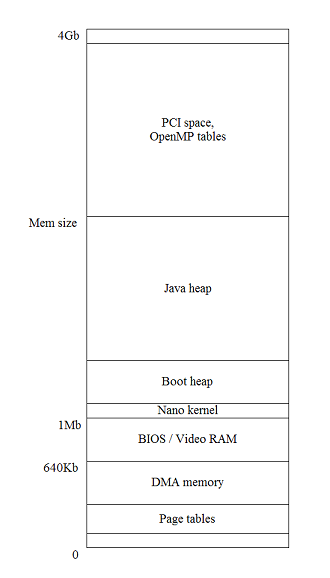 4Gb
PCI space,
OpenMP tables
Mem size
Java heap
Boot heap
Nano kernel
1Mb
BIOS / Video RAM
640Kb
DMA memory
Page tables
0